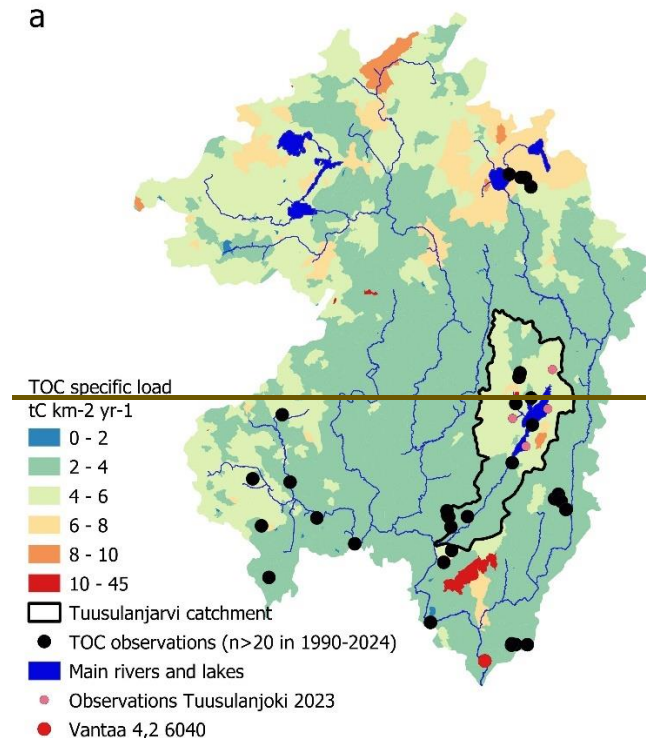 a
TOC specific load
tC km-2 yr-1
0 - 2
2 - 4
4 - 6
6 - 8
8 - 10
10 - 45
Tuusulanjarvi catchment
TOC observations (n>20 in 1990-2024)
Main rivers and lakes
Observations Tuusulanjoki 2023
Vantaa 4,2 6040